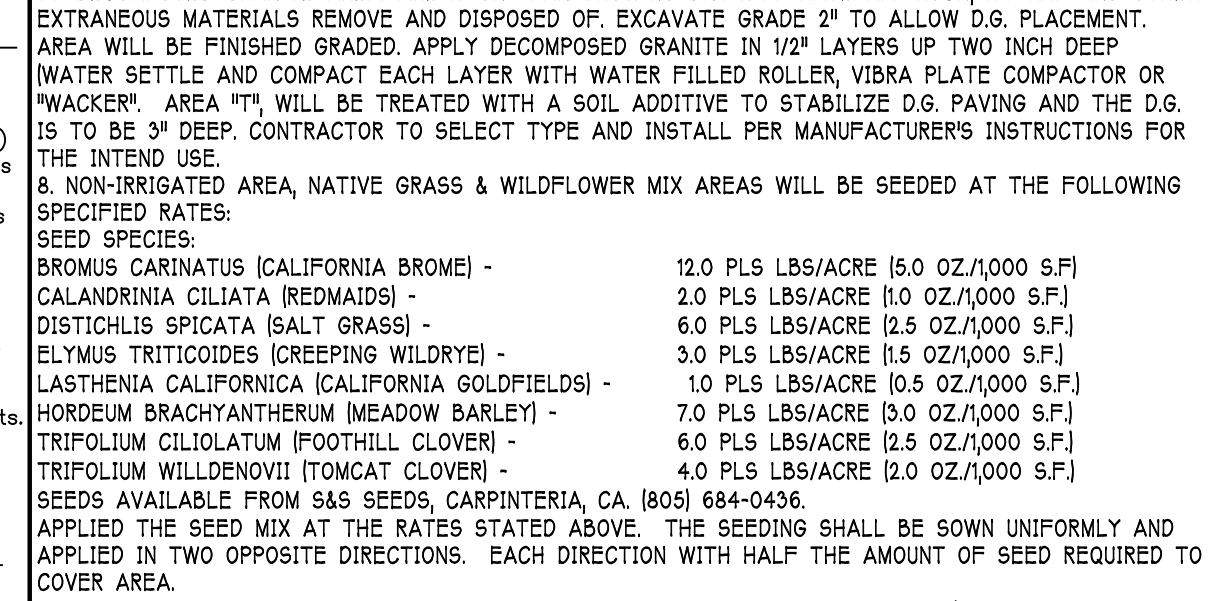 EXTRANEOUS MATERIALS REMOVE AND DISPOSED OF. EXCAVATE GRADE 2" TO ALLOW D.G. PLACEMENT.
AREA WILL BE FINISHED GRADED. APPLY DECOMPOSED GRANITE IN 1/2" LAYERS UP TWO INCH DEEP
(WATER SETTLE AND COMPACT EACH LAYER WITH WATER FILLED ROLLER, VIBRA PLATE COMPACTOR OR
"WACKER". AREA "T", WILL BE TREATED WITH A SOIL ADDITIVE TO STABILIZE D.G. PAVING AND THE D.G.
IS TO BE 3" DEEP. CONTRACTOR TO SELECT TYPE AND INSTALL PER MANUFACTURER'S INSTRUCTIONS FOR
THE INTEND USE.
8. NON-IRRIGATED AREA, NATIVE GRASS & WILDFLOWER MIX AREAS WILL BE SEEDED AT THE FOLLOWING
SPECIFIED RATES:
SEED SPECIES:
BROMUS CARINATUS (CALIFORNIA BROME) - 12.0 PLS LBS/ACRE (5.0 OZ./1,000 S.F)
CALANDRINIA CILIATA (REDMAIDS) - 2.0 PLS LBS/ACRE (1.0 OZ./1,000 S.F.)
DISTICHLIS SPICATA (SALT GRASS) - 6.0 PLS LBS/ACRE (2.5 OZ./1,000 S.F.)
ELYMUS TRITICOIDES (CREEPING WILDRYE) - 3.0 PLS LBS/ACRE (1.5 OZ/1,000 S.F.)
LASTHENIA CALIFORNICA (CALIFORNIA GOLDFIELDS) - 1.0 PLS LBS/ACRE (0.5 OZ./1,000 S.F.)
ts. HORDEUM BRACHYANTHERUM (MEADOW BARLEY) - 7.0 PLS LBS/ACRE (3.0 OZ./1,000 S.F.)
TRIFOLIUM CILIOLATUM (FOOTHILL CLOVER) - 6.0 PLS LBS/ACRE (2.5 OZ./1,000 S.F.)
TRIFOLIUM WILLDENOVII (TOMCAT CLOVER) - 4.0 PLS LBS/ACRE (2.0 OZ./1,000 S.F.)
SEEDS AVAILABLE FROM S&S SEEDS, CARPINTERIA, CA. (805) 684-0436.
APPLIED THE SEED MIX AT THE RATES STATED ABOVE. THE SEEDING SHALL BE SOWN UNIFORMLY AND
APPLIED IN TWO OPPOSITE DIRECTIONS. EACH DIRECTION WITH HALF THE AMOUNT OF SEED REQUIRED TO
COVER AREA.